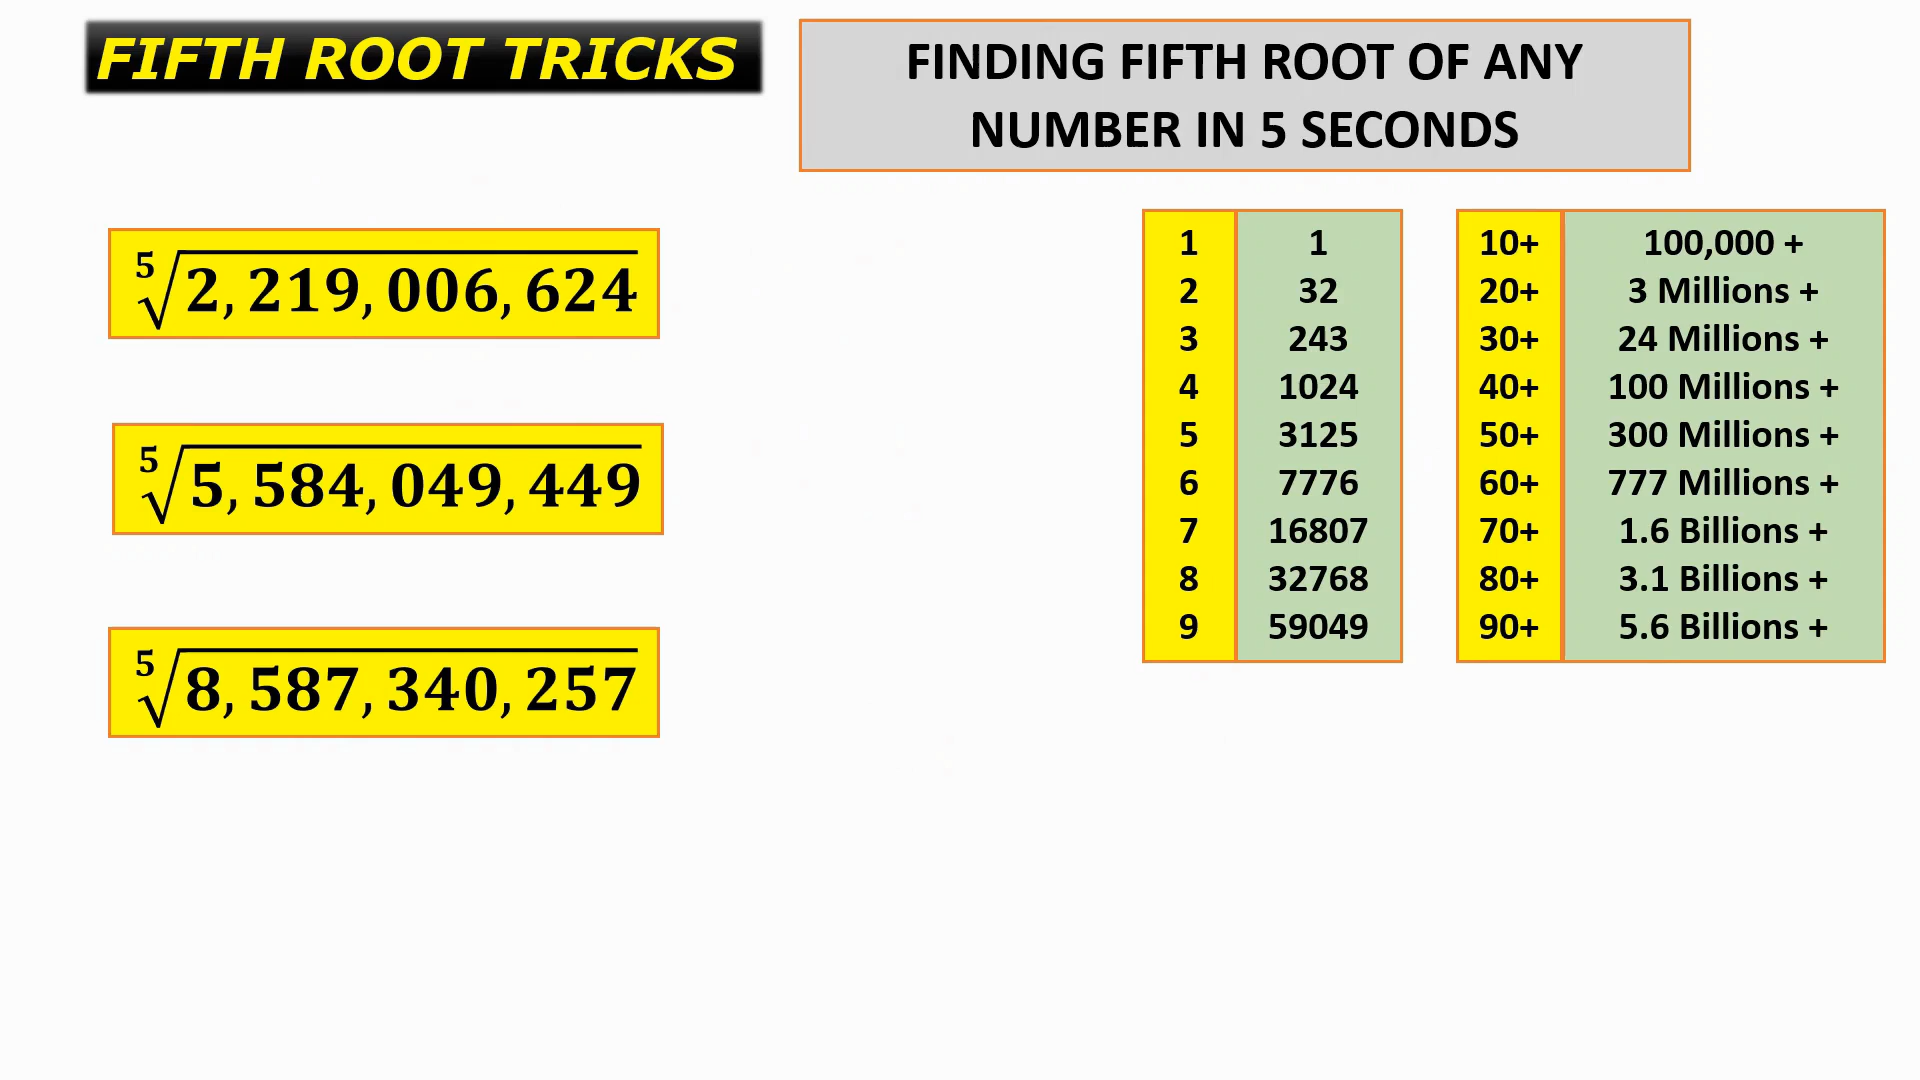 FIFTH ROOT TRICKS
FINDING FIFTH ROOT OF ANY
NUMBER IN 5 SECONDS
5√2,219,006,624
5√5,584,049,449
5√8,587,340,257
1 1
2 32
3 243
4 1024
5 3125
6 7776
7 16807
8 32768
9 59049
10+ 100,000 +
20+ 3 Millions +
30+ 24 Millions +
40+ 100 Millions +
50+ 300 Millions +
60+ 777 Millions +
70+ 1.6 Billions +
80+ 3.1 Billions +
90+ 5.6 Billions +